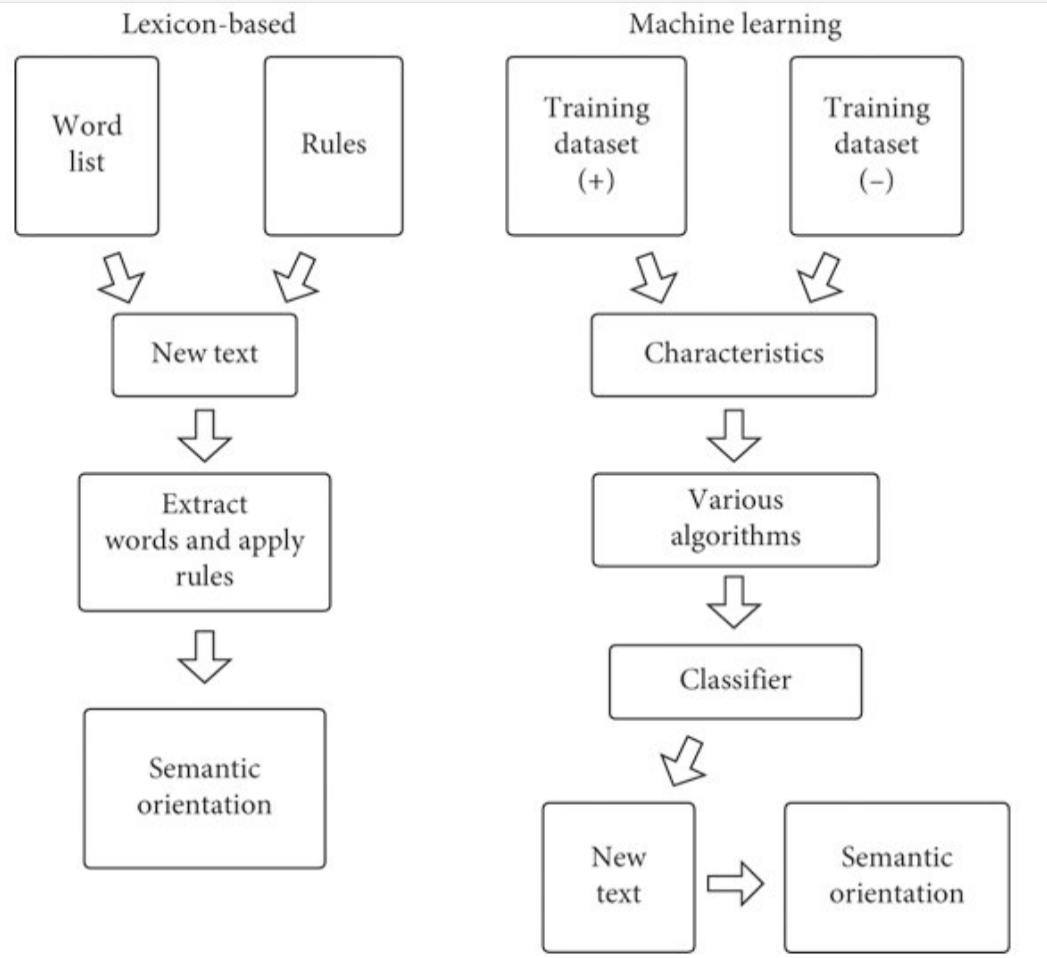 Lexicon-based
Word
list
Rules
New text
Extract
words and apply
rules
Semantic
orientation
Machine learning
Training
dataset
(+)
Training
dataset
(–)
Characteristics
Various
algorithms
Classifier
New
text
Semantic
orientation